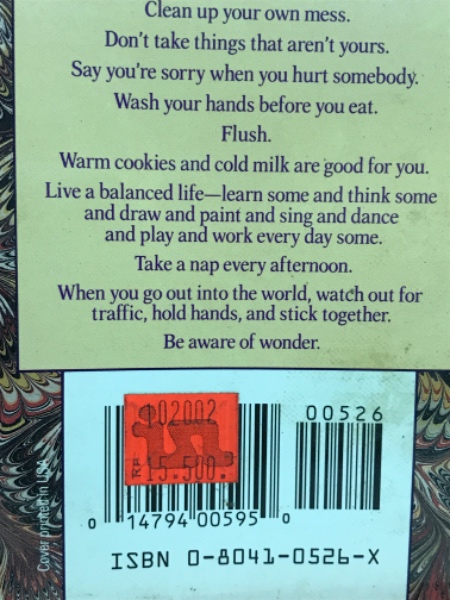 Clean up your own mess.
Don't take things that aren't yours.
Say you're sorry when you hurt somebody.
Wash your hands before you eat.
Flush.
Warm cookies and cold milk are good for you.
Live a balanced life—learn some and think some
and draw and paint and sing and dance
and play and work every day some.
Take a nap every afternoon.
When you go out into the world, watch out for
traffic, hold hands, and stick together.
Be aware of wonder.
02002
Rp 15.500.
00526
0 14794 00595 0
ISBN 0-8041-0526-X
Cover printed in USA